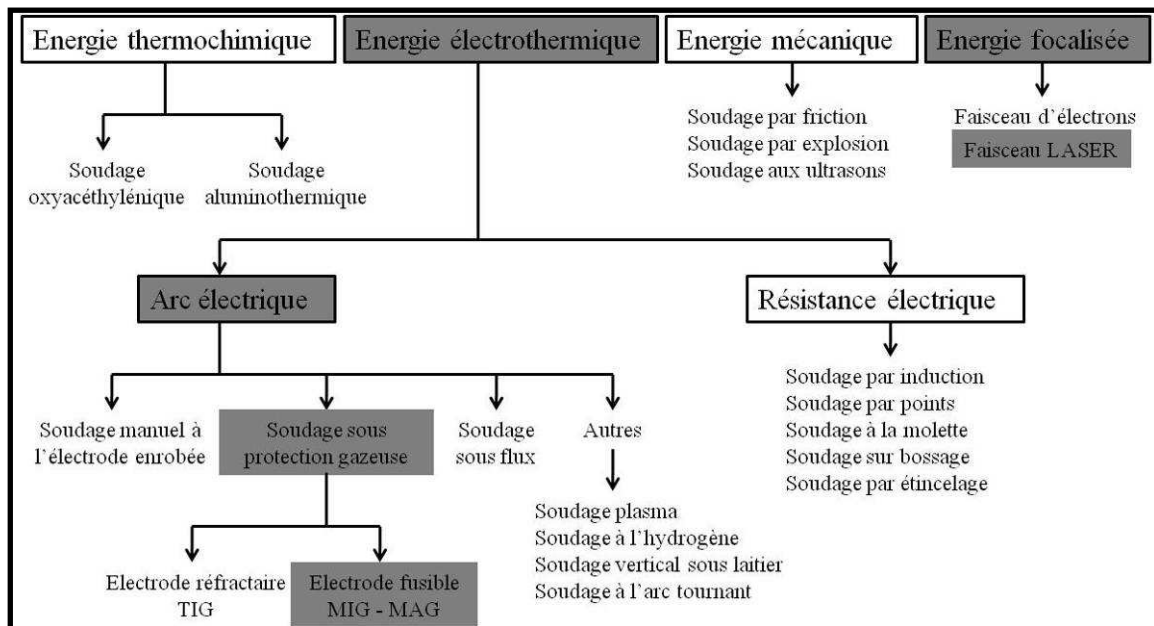 Energie thermochimique
Energie électrothermique
Energie mécanique
Energie focalisée
Soudage
oxyacéthylénique
Soudage
aluminothermique
Soudage par friction
Soudage par explosion
Soudage aux ultrasons
Faisceau d'électrons
Faisceau LASER
Arc électrique
Résistance électrique
Soudage manuel à
l'électrode enrobée
Soudage sous
protection gazeuse
Soudage
sous flux
Autres
Soudage par induction
Soudage par points
Soudage à la molette
Soudage sur bossage
Soudage par étincelage
Electrode réfractaire
TIG
Electrode fusible
MIG - MAG
Soudage plasma
Soudage à l'hydrogène
Soudage vertical sous laitier
Soudage à l'arc tournant